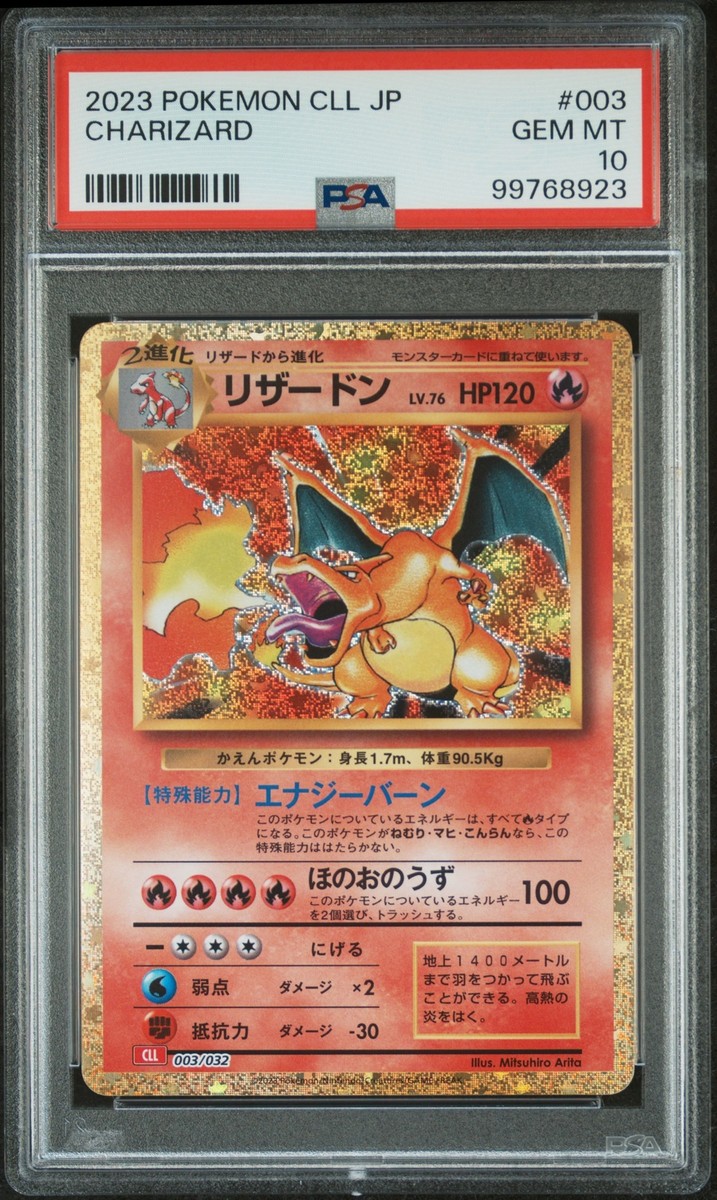 2023 POKEMON CLL JP #003
CHARIZARD GEM MT
10
PSA 99768923
2進化 リザードから進化 モンスターカードに重ねて使います。
リザードン LV.76 HP120
かえんポケモン：身長1.7m、体重90.5Kg
【特殊能力】エナジーバーン
このポケモンについているエネルギーは、すべてタイプ
になる。このポケモンがねむり・マヒ・こんらんなら、この
特殊能力ははたらかない。
ほのおのうず 100
このポケモンについているエネルギー
を2個選び、トラッシュする。
にげる
弱点 ダメージ ×2
抵抗力 ダメージ -30
地上1400メートル
まで羽をつかって飛ぶ
ことができる。高熱の
炎をはく。
CLL 003/032 Illus. Mitsuhiro Arita
©2023 Pokémon/Nintendo/Creatures/GAME FREAK
PSA